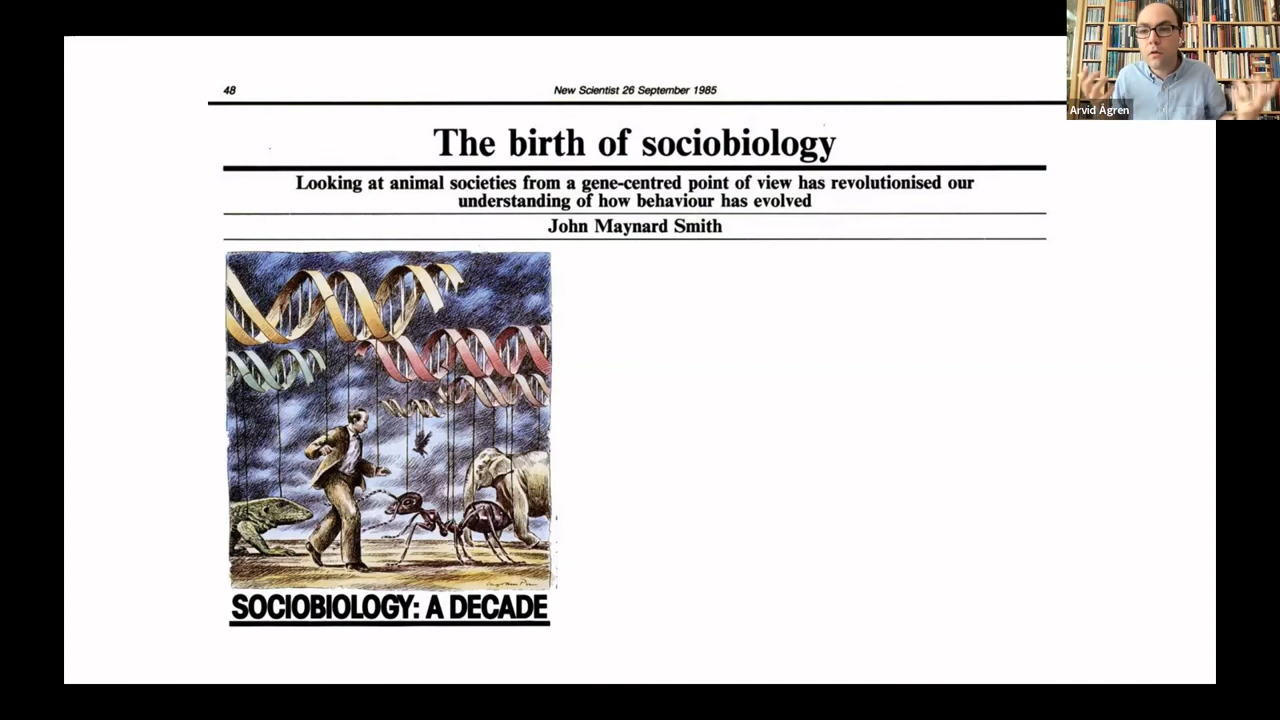 48
New Scientist 26 September 1985
The birth of sociobiology
Looking at animal societies from a gene-centred point of view has revolutionised our
understanding of how behaviour has evolved
John Maynard Smith
SOCIOBIOLOGY: A DECADE
Arvid Ågren